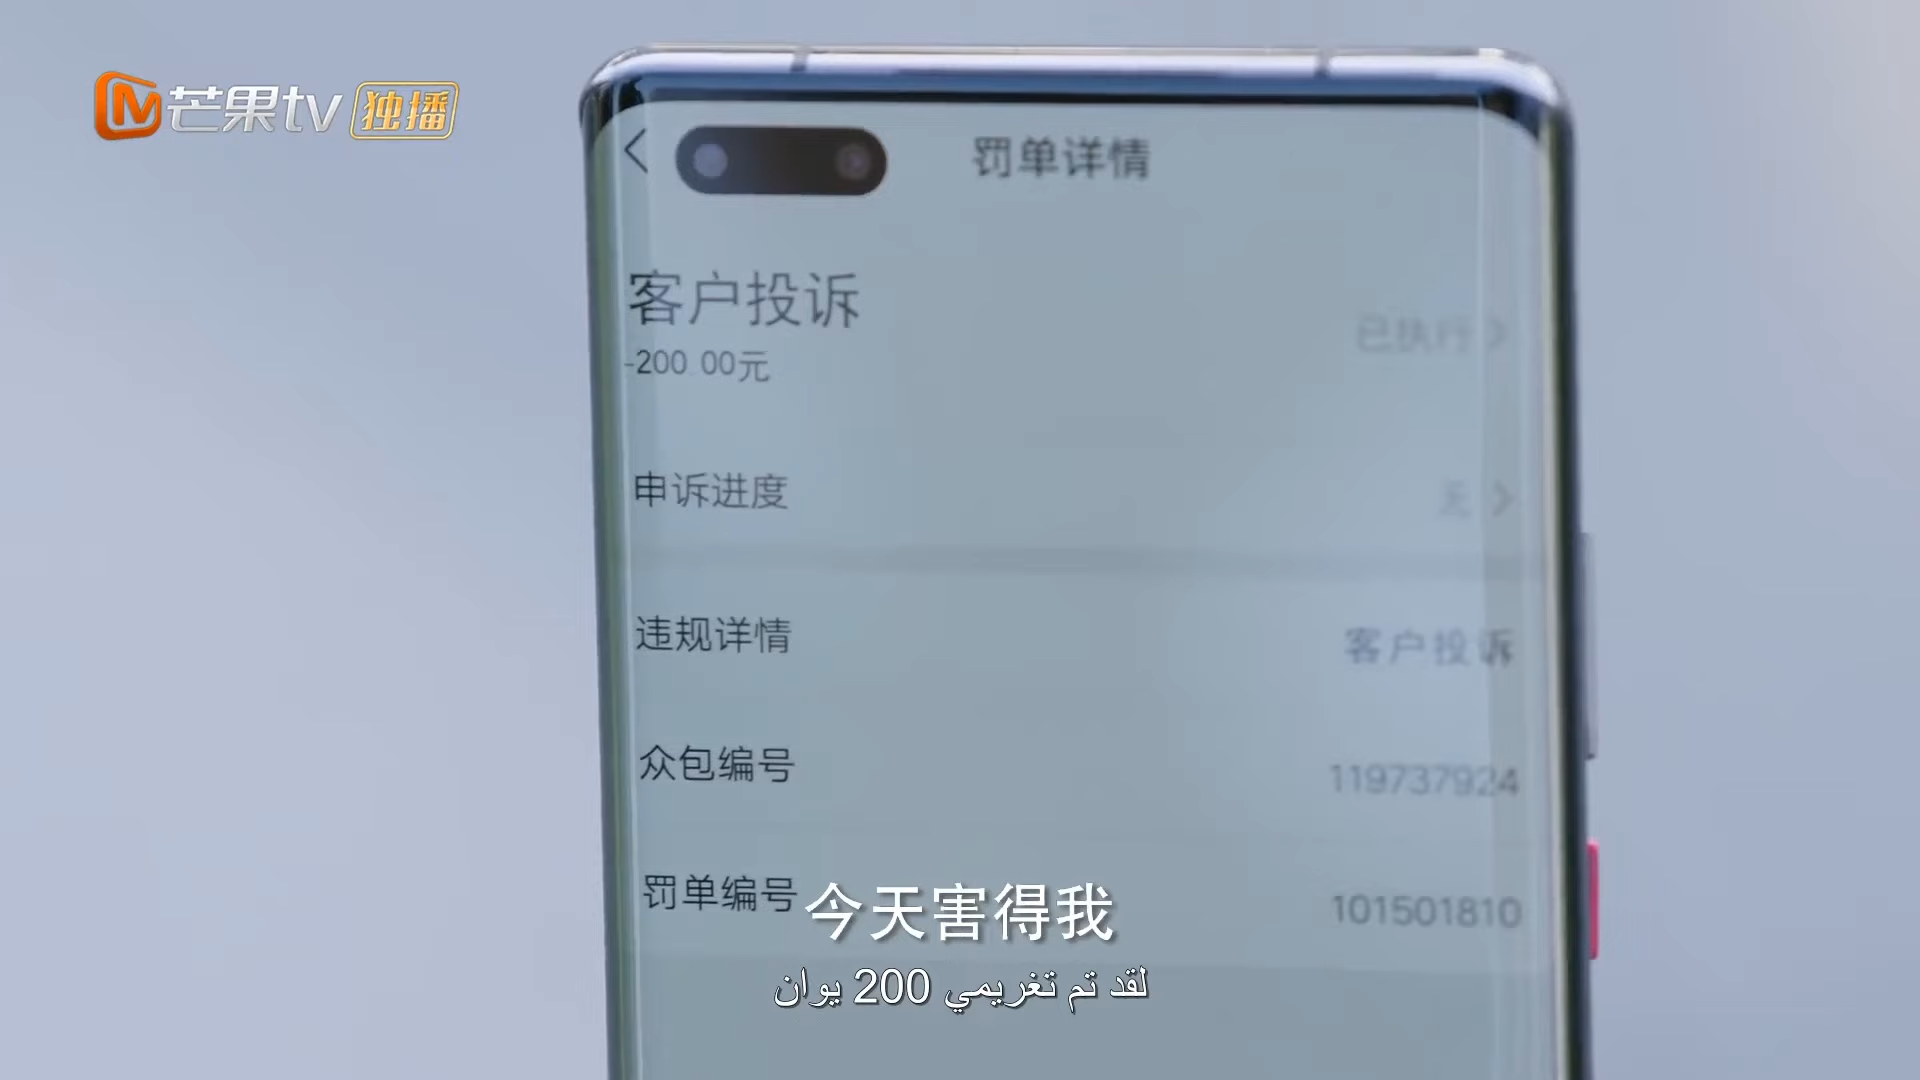 芒果tv 独播
罚单详情
客户投诉
-200.00元
已执行 >
申诉进度 无 >
违规详情 客户投诉
众包编号 119737924
罚单编号 101501810
今天害得我
لقد تم تغريمي 200 يوان